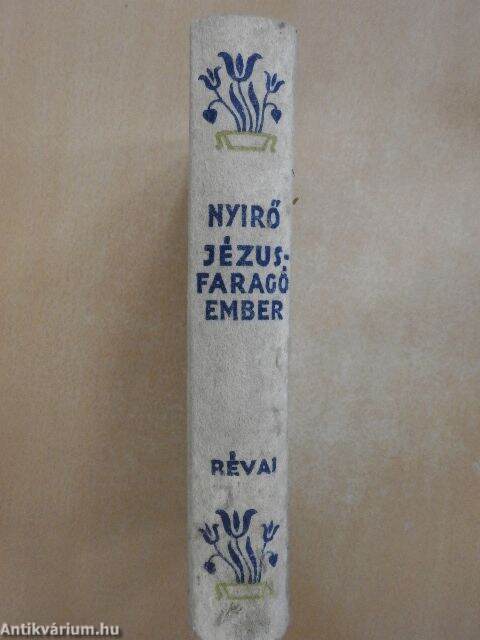 NYIRŐ
JÉZUS-
FARAGÓ
EMBER
RÉVAI
Antikvárium.hu